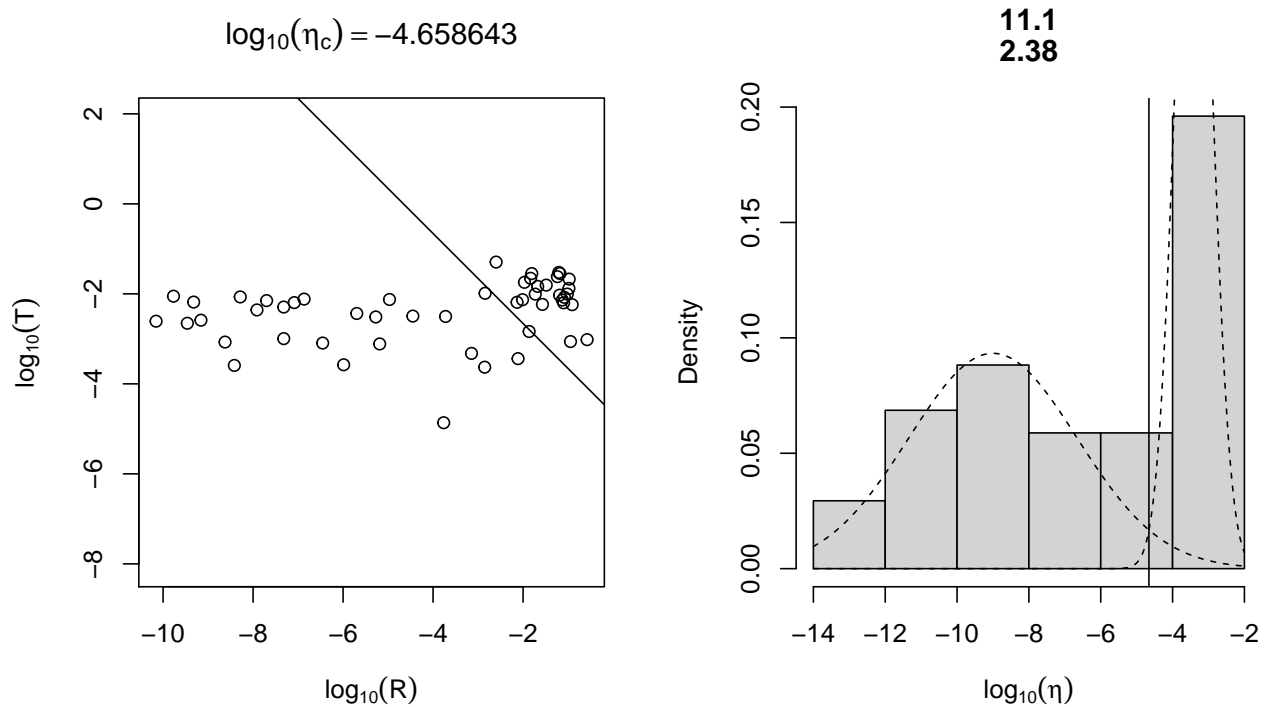 log10(ηc) = −4.658643
2
0
−2
−4
−6
−8
log10(T)
−10 −8 −6 −4 −2
log10(R)
11.1
2.38
0.20
0.15
0.10
0.05
0.00
Density
−14 −12 −10 −8 −6 −4 −2
log10(η)